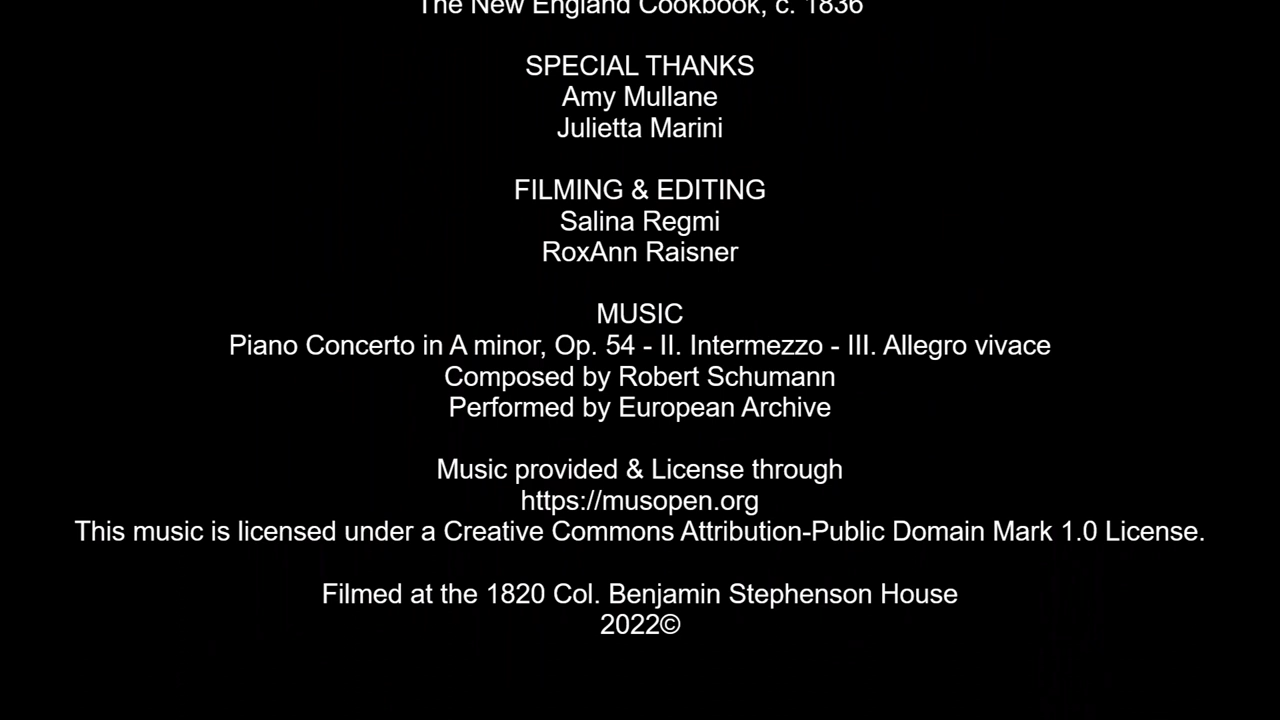 The New England Cookbook, c. 1836
SPECIAL THANKS
Amy Mullane
Julietta Marini
FILMING & EDITING
Salina Regmi
RoxAnn Raisner
MUSIC
Piano Concerto in A minor, Op. 54 - II. Intermezzo - III. Allegro vivace
Composed by Robert Schumann
Performed by European Archive
Music provided & License through
https://musopen.org
This music is licensed under a Creative Commons Attribution-Public Domain Mark 1.0 License.
Filmed at the 1820 Col. Benjamin Stephenson House
2022©